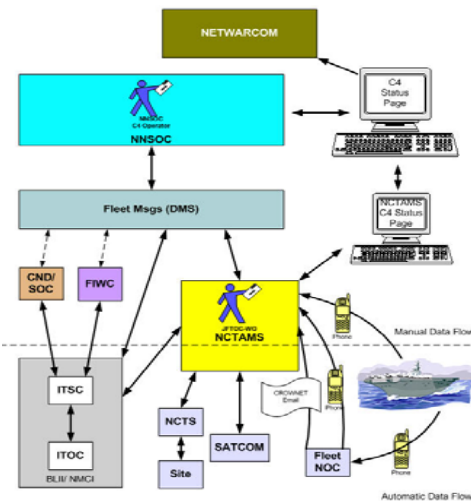 NETWARCOM
C4
Status
Page
NNSOC
C4 Operator
NNSOC
Fleet Msgs (DMS)
NCTAMS
C4 Status
Page
CND/
SOC
FIWC
JFTOC-WO
NCTAMS
Phone
Manual Data Flow
ITSC
CROWNET
Email
Phone
NCTS
ITOC
SATCOM
Fleet
NOC
Phone
Site
BLII/ NMCI
Automatic Data Flow